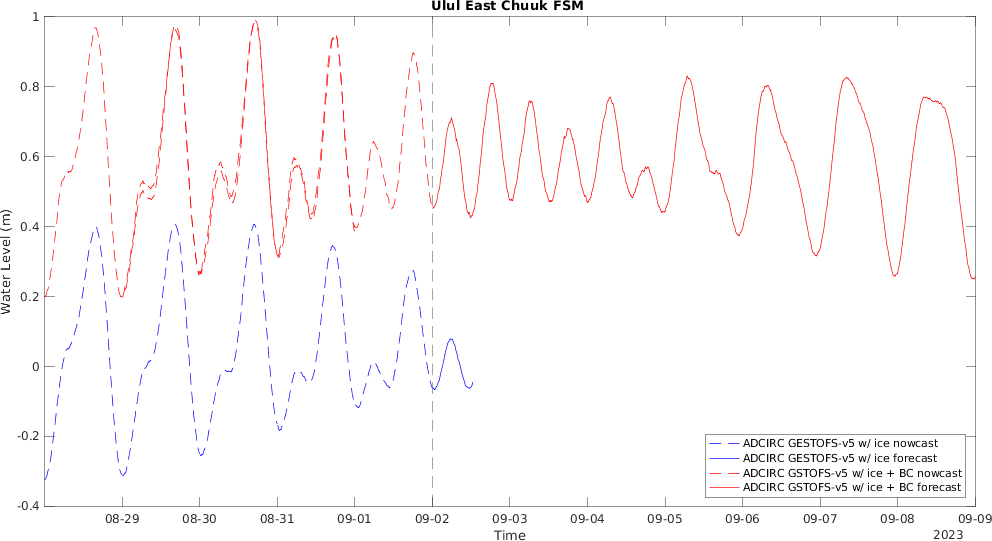 Ulul East Chuuk FSM
1
0.8
0.6
0.4
0.2
0
-0.2
-0.4
Water Level (m)
ADCIRC GESTOFS-v5 w/ ice nowcast
ADCIRC GESTOFS-v5 w/ ice forecast
ADCIRC GSTOFS-v5 w/ ice + BC nowcast
ADCIRC GSTOFS-v5 w/ ice + BC forecast
08-29 08-30 08-31 09-01 09-02 09-03 09-04 09-05 09-06 09-07 09-08 09-09
Time
2023